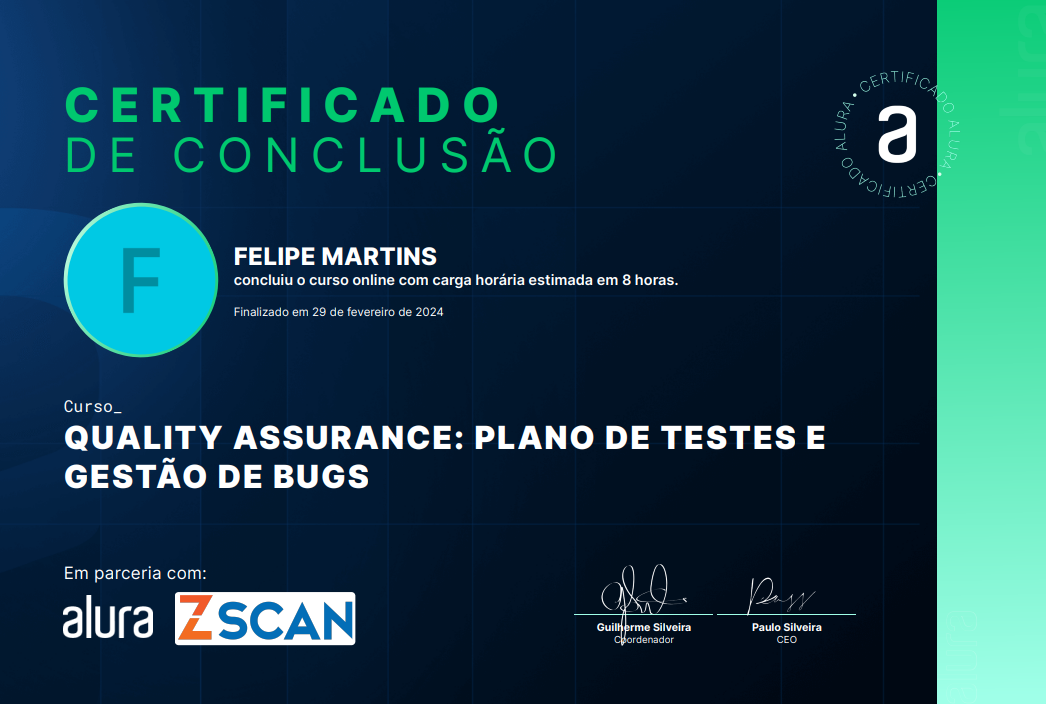 CERTIFICADO
DE CONCLUSÃO
CERTIFICADO ALURA • CERTIFICADO ALURA •
a
F
FELIPE MARTINS
concluiu o curso online com carga horária estimada em 8 horas.
Finalizado em 29 de fevereiro de 2024
Curso_
QUALITY ASSURANCE: PLANO DE TESTES E
GESTÃO DE BUGS
Em parceria com:
alura
ZSCAN
Guilherme Silveira
Coordenador
Paulo Silveira
CEO